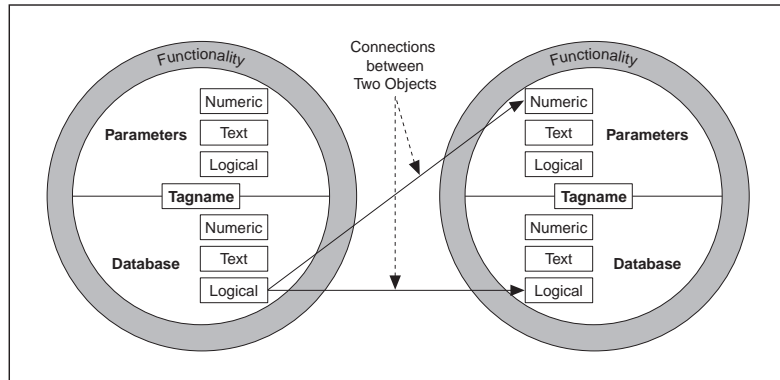 Connections
between
Two Objects
Functionality
Numeric
Parameters
Text
Logical
Tagname
Numeric
Database
Text
Logical
Functionality
Numeric
Text
Parameters
Logical
Tagname
Numeric
Text
Database
Logical